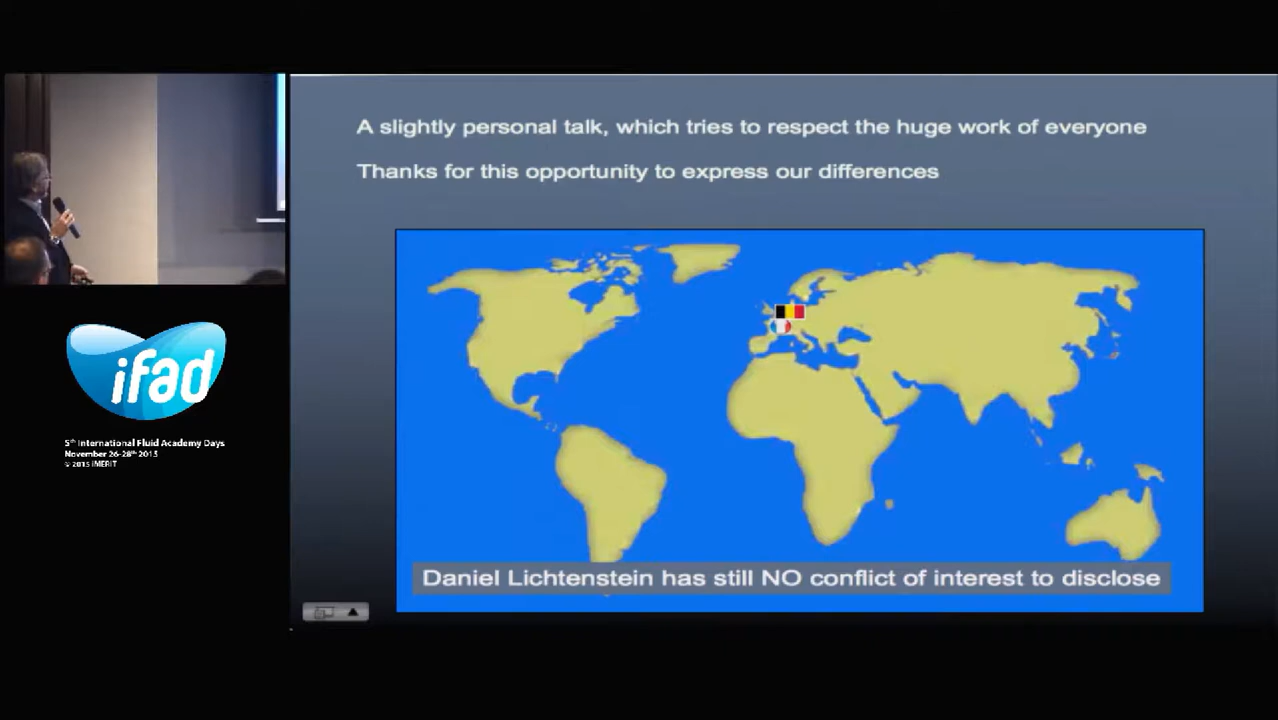 A slightly personal talk, which tries to respect the huge work of everyone
Thanks for this opportunity to express our differences
ifad
5th International Fluid Academy Days
November 26-28th 2015
© 2015 iMERiT
Daniel Lichtenstein has still NO conflict of interest to disclose